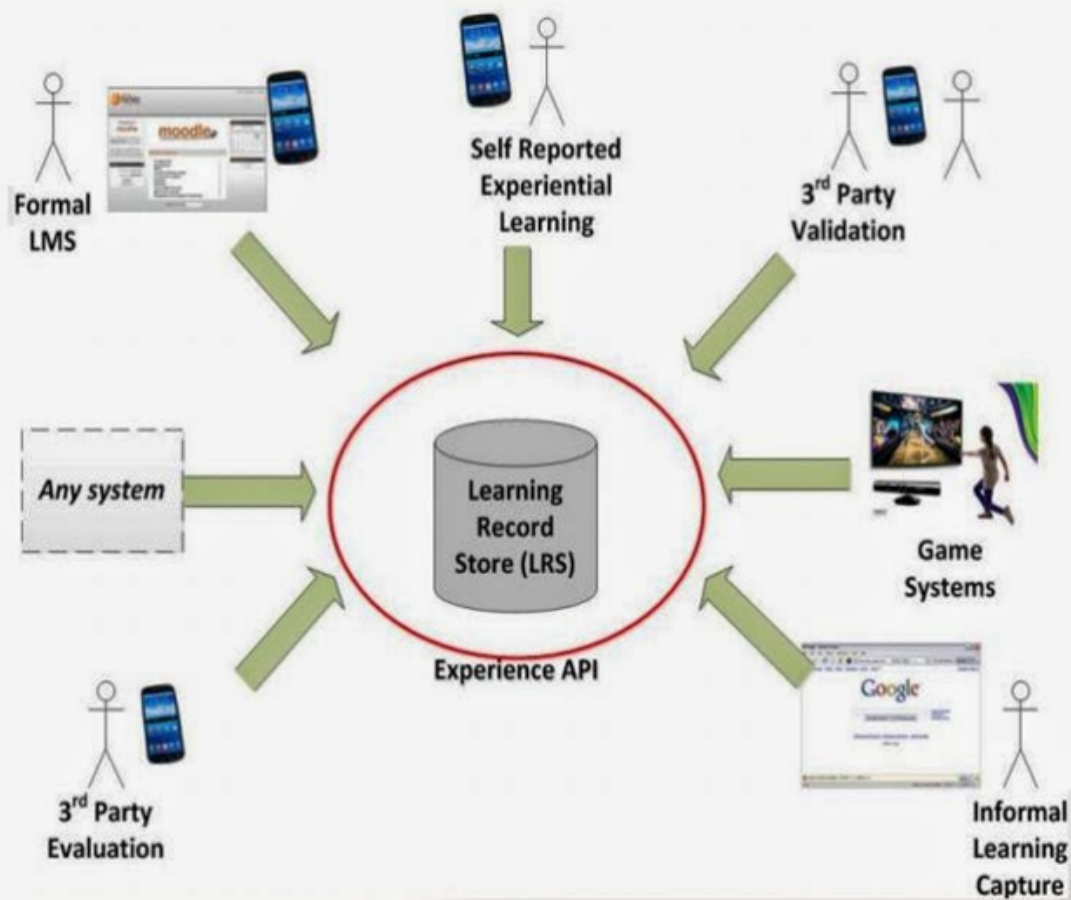 Formal
LMS
moodle
Self Reported
Experiential
Learning
3rd Party
Validation
Any system
Learning
Record
Store (LRS)
Experience API
Game
Systems
3rd Party
Evaluation
Google
Informal
Learning
Capture